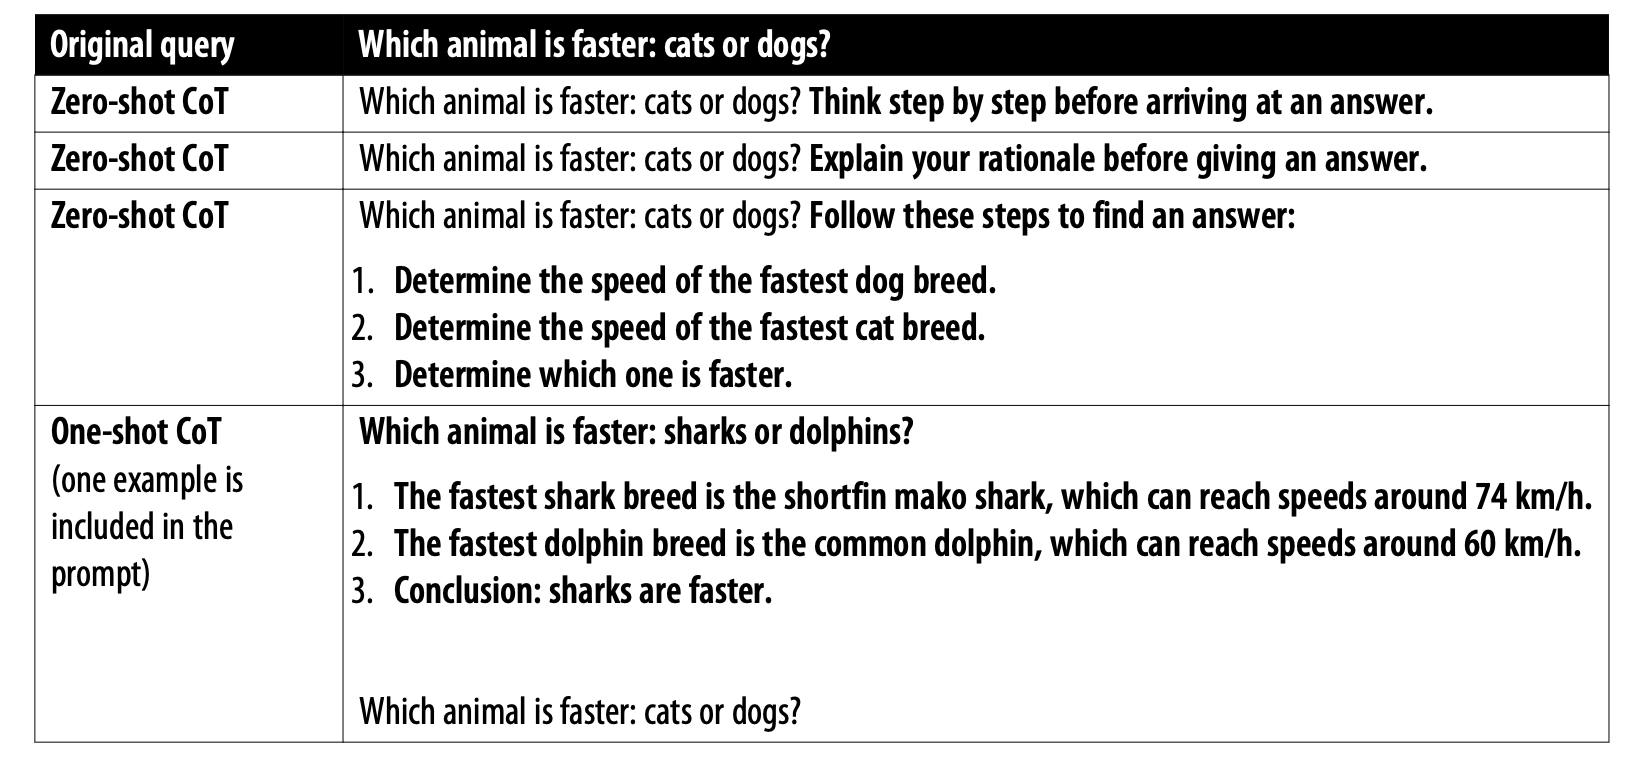 Original query
Which animal is faster: cats or dogs?
Zero-shot CoT
Which animal is faster: cats or dogs? Think step by step before arriving at an answer.
Zero-shot CoT
Which animal is faster: cats or dogs? Explain your rationale before giving an answer.
Zero-shot CoT
Which animal is faster: cats or dogs? Follow these steps to find an answer:
1. Determine the speed of the fastest dog breed.
2. Determine the speed of the fastest cat breed.
3. Determine which one is faster.
One-shot CoT
(one example is
included in the
prompt)
Which animal is faster: sharks or dolphins?
1. The fastest shark breed is the shortfin mako shark, which can reach speeds around 74 km/h.
2. The fastest dolphin breed is the common dolphin, which can reach speeds around 60 km/h.
3. Conclusion: sharks are faster.
Which animal is faster: cats or dogs?